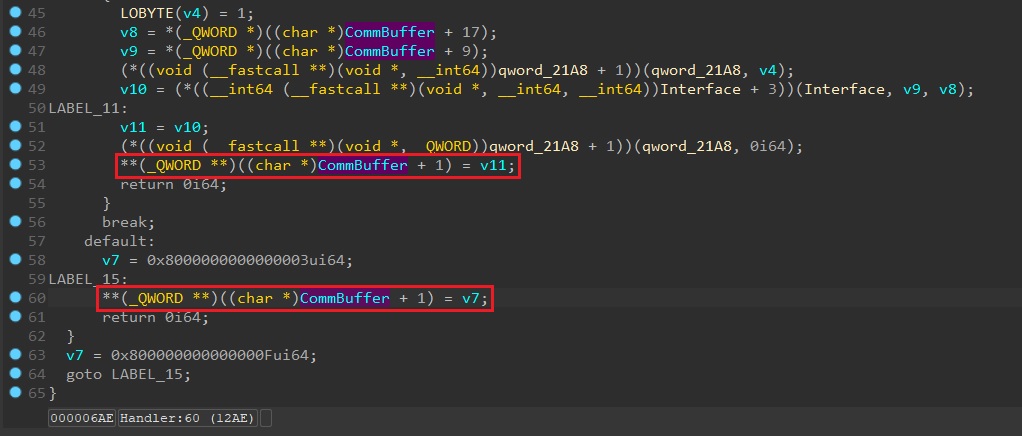 45 LOBYTE(v4) = 1;
46 v8 = *(_QWORD *)((char *)CommBuffer + 17);
47 v9 = *(_QWORD *)((char *)CommBuffer + 9);
48 (*((void (__fastcall **)(void *, __int64))qword_21A8 + 1))(qword_21A8, v4);
49 v10 = (*((__int64 (__fastcall **)(void *, __int64, __int64))Interface + 3))(Interface, v9, v8);
50 LABEL_11:
51 v11 = v10;
52 (*((void (__fastcall **)(void *, _QWORD))qword_21A8 + 1))(qword_21A8, 0i64);
53 **(_QWORD **)((char *)CommBuffer + 1) = v11;
54 return 0i64;
55 }
56 break;
57 default:
58 v7 = 0x8000000000000003ui64;
59 LABEL_15:
60 **(_QWORD **)((char *)CommBuffer + 1) = v7;
61 return 0i64;
62 }
63 v7 = 0x800000000000000Fui64;
64 goto LABEL_15;
65 }
000006AE Handler:60 (12AE)